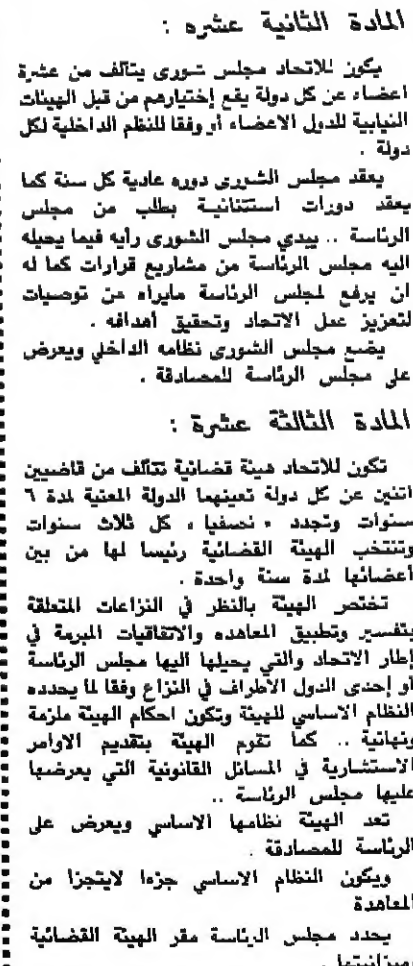 المادة الثانية عشره :
يكون للاتحاد مجلس شورى يتالف من عشرة
اعضاء عن كل دولة يقع إختيارهم من قبل الهيئات
النيابية للدول الاعضاء أو وفقا للنظم الداخلية لكل
دولة .
يعقد مجلس الشورى دوره عادية كل سنة كما
يعقد دورات استثنائية بطلب من مجلس
الرئاسة .. يبدي مجلس الشورى رأيه فيما يحيله
اليه مجلس الرئاسة من مشاريع قرارات كما له
ان يرفع لمجلس الرئاسة مايراه من توصيات
لتعزيز عمل الاتحاد وتحقيق أهدافه .
يضع مجلس الشورى نظامه الداخلي ويعرض
على مجلس الرئاسة للمصادقة .
المادة الثالثة عشرة :
تكون للاتحاد هيئة قضائية تتألف من قاضيين
اثنين عن كل دولة تعينهما الدولة المعنية لمدة ٦
سنوات وتجدد « نصفيا » كل ثلاث سنوات
وتنتخب الهيئة القضائية رئيسا لها من بين
أعضائها لمدة سنة واحدة .
تختص الهيئة بالنظر في النزاعات المتعلقة
بتفسير وتطبيق المعاهده والاتفاقيات المبرمة في
إطار الاتحاد والتي يحيلها اليها مجلس الرئاسة
أو إحدى الدول الأطراف في النزاع وفقا لما يحدده
النظام الاساسي للهيئة وتكون احكام الهيئة ملزمة
ونهائية .. كما تقوم الهيئة بتقديم الاوامر
الاستشارية في المسائل القانونية التي يعرضها
عليها مجلس الرئاسة ..
تعد الهيئة نظامها الاساسي ويعرض على
الرئاسة للمصادقة .
ويكون النظام الاساسي جزءا لايتجزا من
المعاهدة
يحدد مجلس الرئاسة مقر الهيئة القضائية
وميزانيتها .